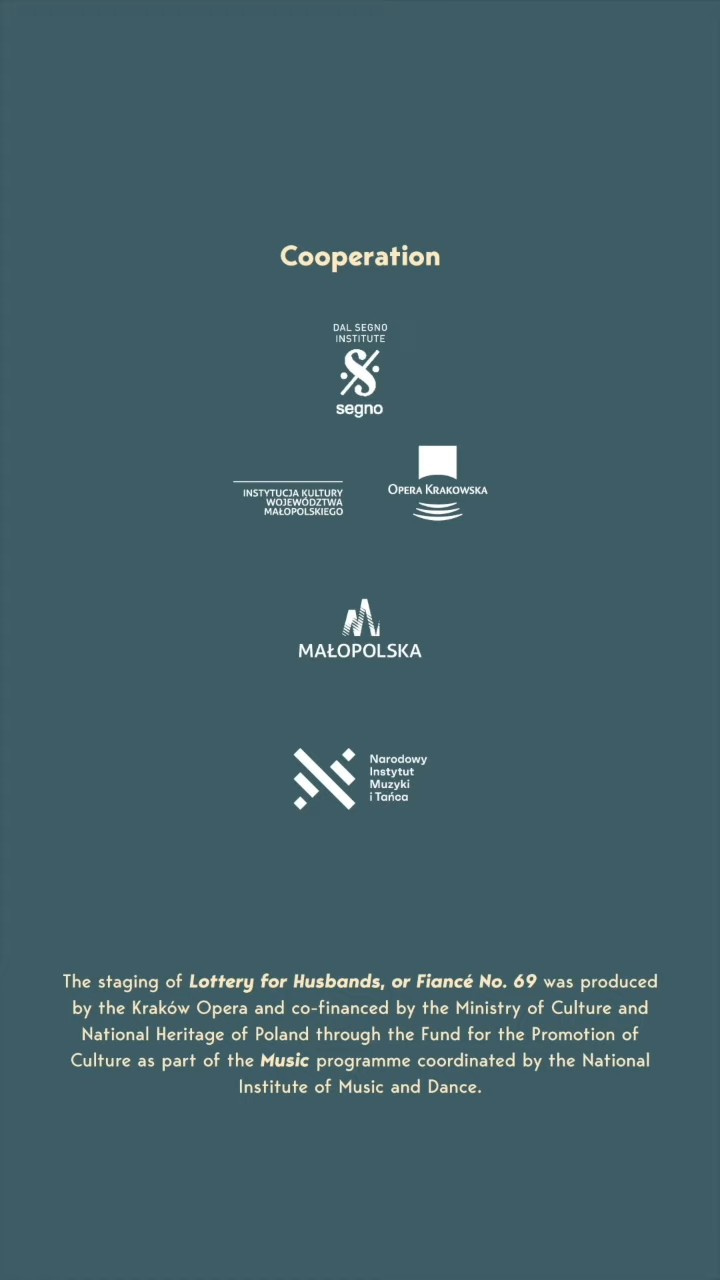 Cooperation
DAL SEGNO
INSTITUTE
segno
INSTYTUCJA KULTURY
WOJEWÓDZTWA
MAŁOPOLSKIEGO
OPERA KRAKOWSKA
MAŁOPOLSKA
Narodowy
Instytut
Muzyki
i Tańca
The staging of Lottery for Husbands, or Fiancé No. 69 was produced
by the Kraków Opera and co-financed by the Ministry of Culture and
National Heritage of Poland through the Fund for the Promotion of
Culture as part of the Music programme coordinated by the National
Institute of Music and Dance.